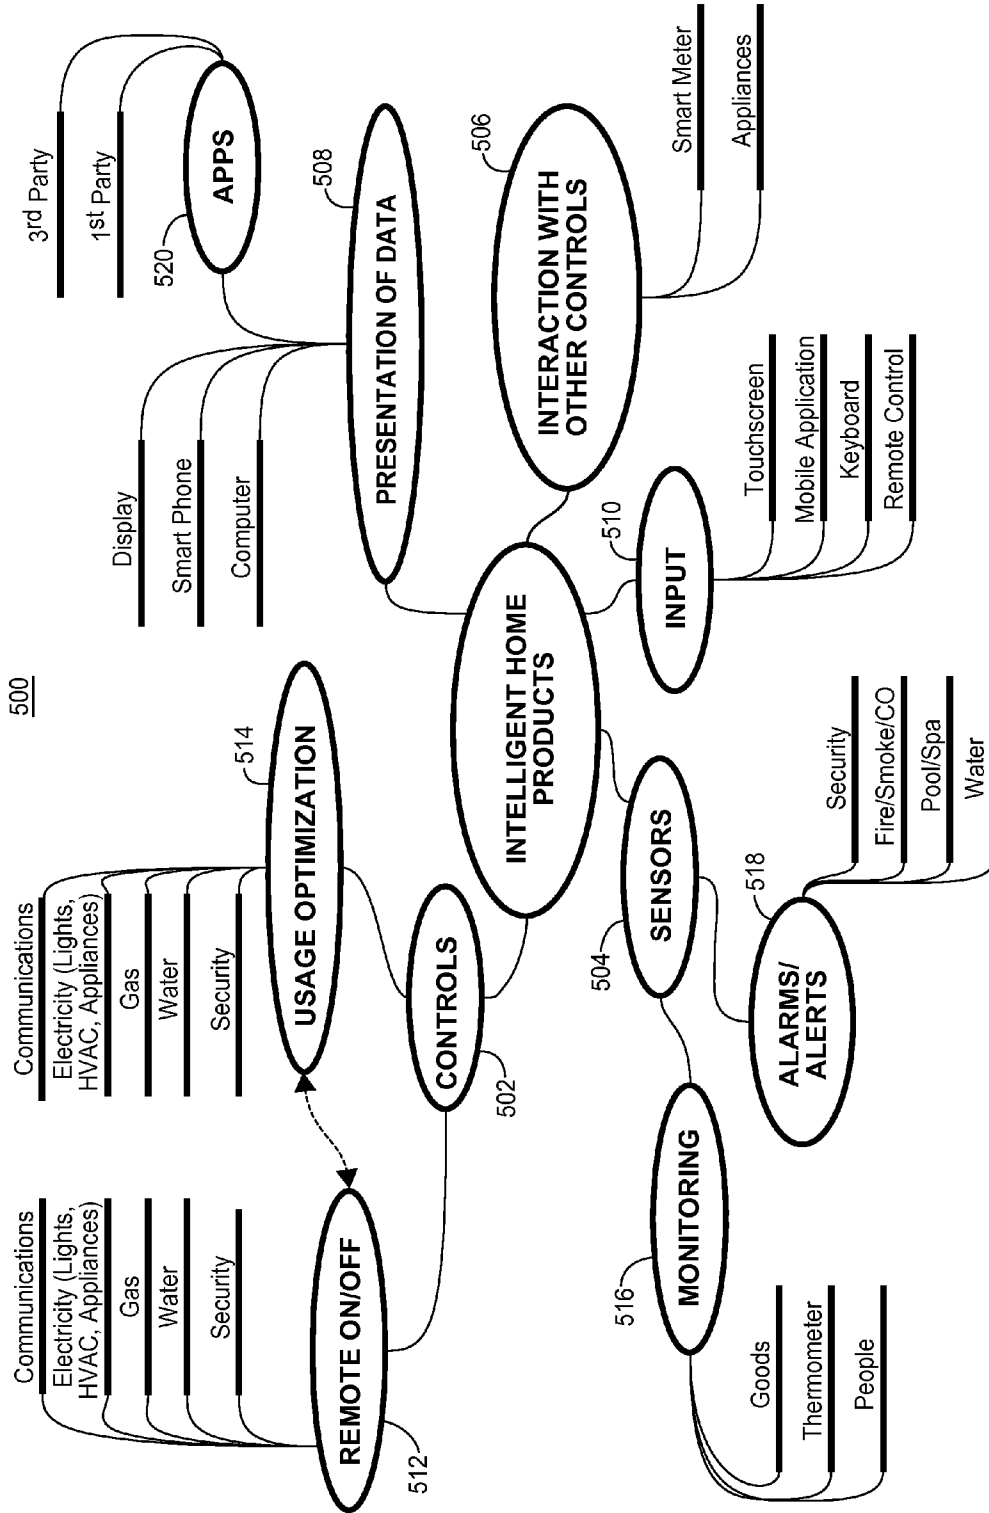 500
Communications
Electricity (Lights,
HVAC, Appliances)
Gas
Water
Security
REMOTE ON/OFF
512
Communications
Electricity (Lights,
HVAC, Appliances)
Gas
Water
Security
USAGE OPTIMIZATION
514
CONTROLS
502
Display
Smart Phone
Computer
3rd Party
1st Party
APPS
520
PRESENTATION OF DATA
508
INTELLIGENT HOME
PRODUCTS
INTERACTION WITH
OTHER CONTROLS
506
Smart Meter
Appliances
INPUT
510
Touchscreen
Mobile Application
Keyboard
Remote Control
SENSORS
504
MONITORING
516
Goods
Thermometer
People
ALARMS/
ALERTS
518
Security
Fire/Smoke/CO
Pool/Spa
Water